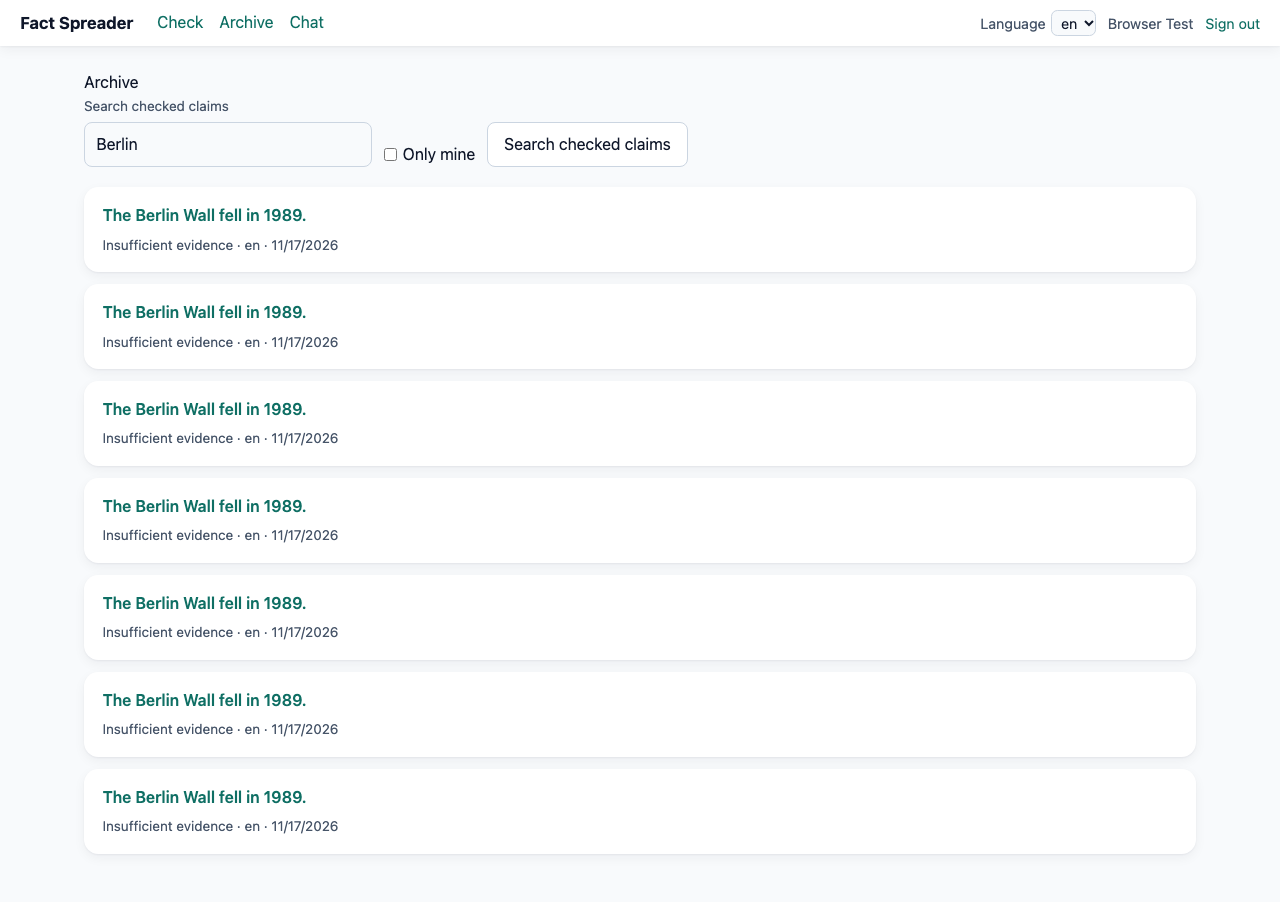 Fact Spreader Check Archive Chat Language en Browser Test Sign out
Archive
Search checked claims
Berlin Only mine Search checked claims
The Berlin Wall fell in 1989.
Insufficient evidence · en · 11/17/2026
The Berlin Wall fell in 1989.
Insufficient evidence · en · 11/17/2026
The Berlin Wall fell in 1989.
Insufficient evidence · en · 11/17/2026
The Berlin Wall fell in 1989.
Insufficient evidence · en · 11/17/2026
The Berlin Wall fell in 1989.
Insufficient evidence · en · 11/17/2026
The Berlin Wall fell in 1989.
Insufficient evidence · en · 11/17/2026
The Berlin Wall fell in 1989.
Insufficient evidence · en · 11/17/2026